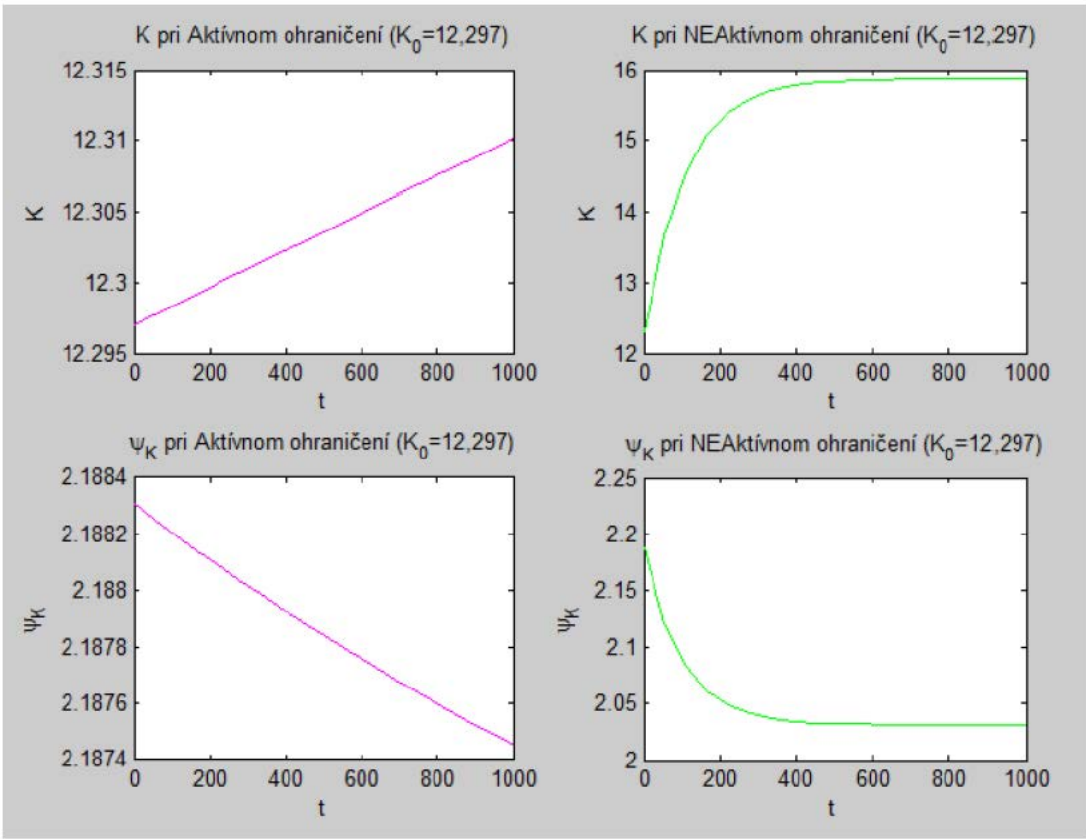 K pri Aktívnom ohraničení (K0=12,297)
12.315
12.31
12.305
12.3
12.295
K
0 200 400 600 800 1000
t
K pri NEAktívnom ohraničení (K0=12,297)
16
15
14
13
12
K
0 200 400 600 800 1000
t
ΨK pri Aktívnom ohraničení (K0=12,297)
2.1884
2.1882
2.188
2.1878
2.1876
2.1874
ΨK
0 200 400 600 800 1000
t
ΨK pri NEAktívnom ohraničení (K0=12,297)
2.25
2.2
2.15
2.1
2.05
2
ΨK
0 200 400 600 800 1000
t